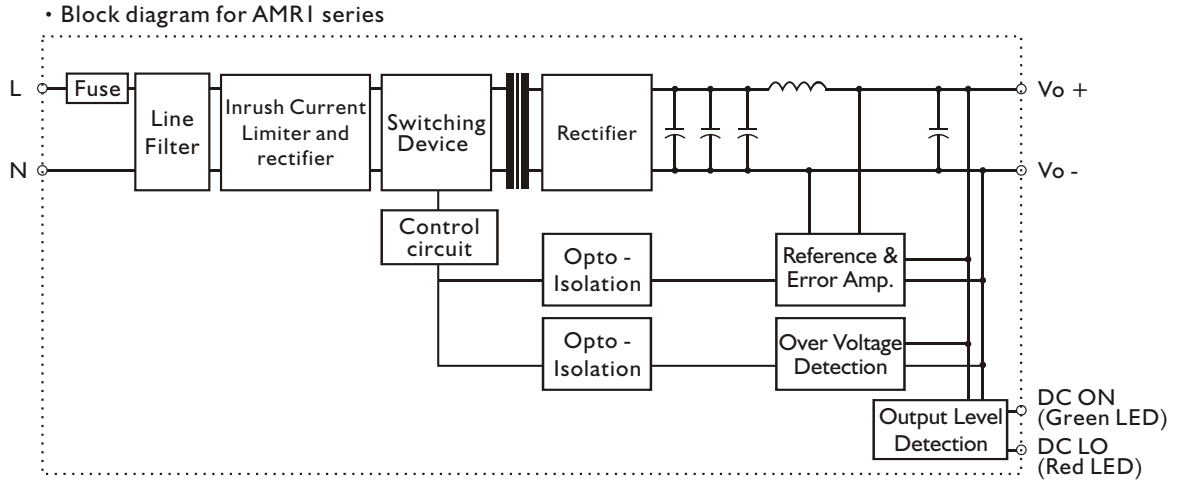 • Block diagram for AMR1 series
L
Fuse
Line
Filter
Inrush Current
Limiter and
rectifier
Switching
Device
Rectifier
Vo +
N
Vo -
Control
circuit
Opto -
Isolation
Reference &
Error Amp.
Opto -
Isolation
Over Voltage
Detection
Output Level
Detection
DC ON
(Green LED)
DC LO
(Red LED)